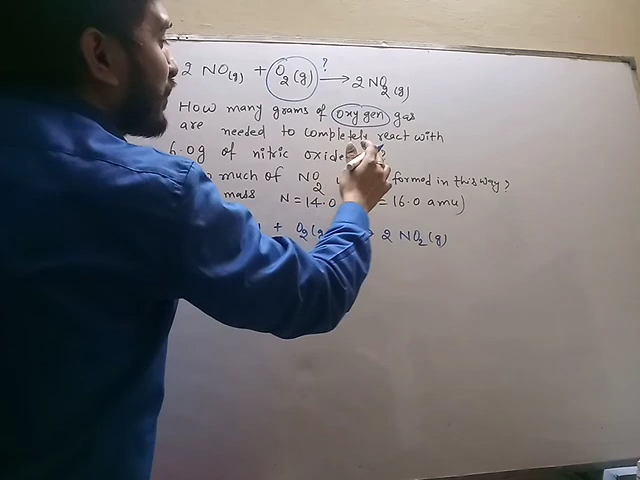 2 NO(g) + O2(g) ? → 2 NO2(g)
How many grams of oxygen gas
are needed to completely react with
6.0g of nitric oxide ?
much of NO2 formed in this way?
mass N = 14.0 = 16.0 amu)
+ O2(g → 2 NO2(g)